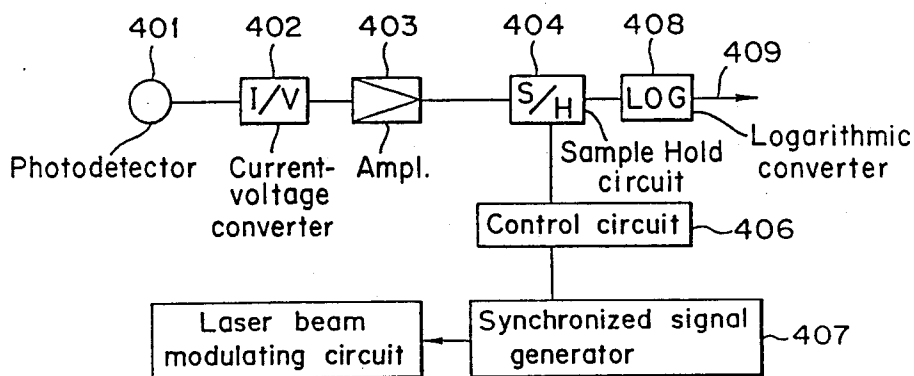 401
402
403
404
408
409
I/V
S/H
LOG
Photodetector
Current-
voltage
converter
Ampl.
Sample Hold
circuit
Logarithmic
converter
Control circuit
406
Laser beam
modulating circuit
Synchronized signal
generator
407